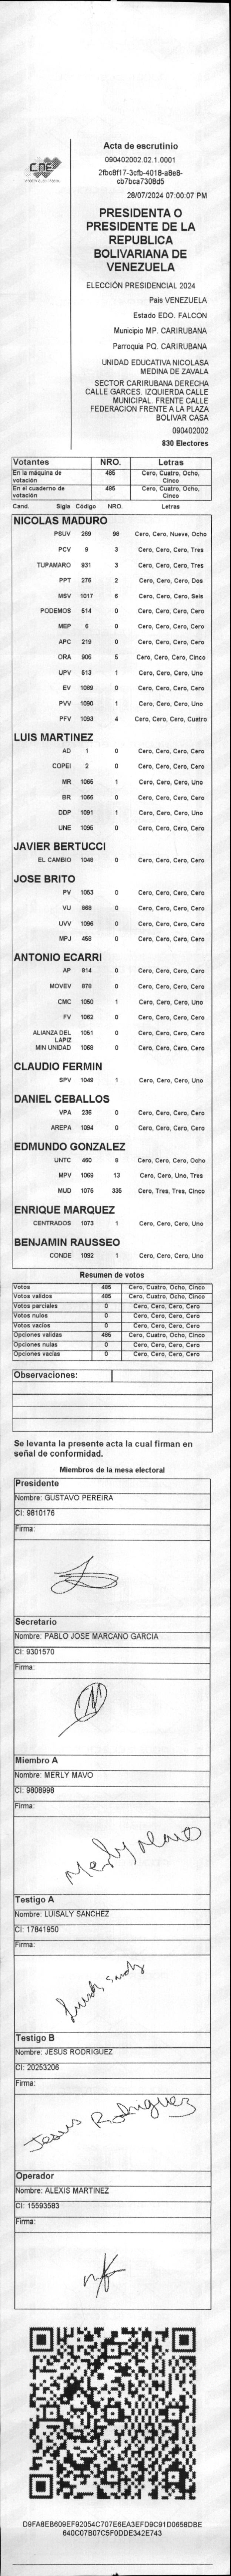 CNE
Acta de escrutinio
090402002.02.1.0001
2fbc8f17-3cfb-4018-a8e8-
cb7bca7308d5
28/07/2024 07:00:07 PM
PRESIDENTA O
PRESIDENTE DE LA
REPUBLICA
BOLIVARIANA DE
VENEZUELA
ELECCIÓN PRESIDENCIAL 2024
Pais VENEZUELA
Estado EDO. FALCON
Municipio MP. CARIRUBANA
Parroquia PQ. CARIRUBANA
UNIDAD EDUCATIVA NICOLASA
MEDINA DE ZAVALA
SECTOR CARIRUBANA DERECHA
CALLE GARCES. IZQUIERDA CALLE
MUNICIPAL. FRENTE CALLE
FEDERACION FRENTE A LA PLAZA
BOLIVAR CASA
090402002
830 Electores
Votantes NRO. Letras
En la máquina de votación 485 Cero, Cuatro, Ocho, Cinco
En el cuaderno de votación 485 Cero, Cuatro, Ocho, Cinco
Cand. Sigla Codigo NRO. Letras
NICOLAS MADURO
PSUV 269 98 Cero, Cero, Nueve, Ocho
PCV 9 3 Cero, Cero, Cero, Tres
TUPAMARO 931 3 Cero, Cero, Cero, Tres
PPT 276 2 Cero, Cero, Cero, Dos
MSV 1017 6 Cero, Cero, Cero, Seis
PODEMOS 514 0 Cero, Cero, Cero, Cero
MEP 6 0 Cero, Cero, Cero, Cero
APC 219 0 Cero, Cero, Cero, Cero
ORA 906 5 Cero, Cero, Cero, Cinco
UPV 513 1 Cero, Cero, Cero, Uno
EV 1089 0 Cero, Cero, Cero, Cero
PVV 1090 1 Cero, Cero, Cero, Uno
PFV 1093 4 Cero, Cero, Cero, Cuatro
LUIS MARTINEZ
AD 1 0 Cero, Cero, Cero, Cero
COPEI 2 0 Cero, Cero, Cero, Cero
MR 1065 1 Cero, Cero, Cero, Uno
BR 1066 0 Cero, Cero, Cero, Cero
DDP 1091 1 Cero, Cero, Cero, Uno
UNE 1095 0 Cero, Cero, Cero, Cero
JAVIER BERTUCCI
EL CAMBIO 1048 0 Cero, Cero, Cero, Cero
JOSE BRITO
PV 1053 0 Cero, Cero, Cero, Cero
VU 868 0 Cero, Cero, Cero, Cero
UVV 1096 0 Cero, Cero, Cero, Cero
MPJ 458 0 Cero, Cero, Cero, Cero
ANTONIO ECARRI
AP 814 0 Cero, Cero, Cero, Cero
MOVEV 878 0 Cero, Cero, Cero, Cero
CMC 1050 1 Cero, Cero, Cero, Uno
FV 1062 0 Cero, Cero, Cero, Cero
ALIANZA DEL LAPIZ 1051 0 Cero, Cero, Cero, Cero
MIN UNIDAD 1068 0 Cero, Cero, Cero, Cero
CLAUDIO FERMIN
SPV 1049 1 Cero, Cero, Cero, Uno
DANIEL CEBALLOS
VPA 236 0 Cero, Cero, Cero, Cero
AREPA 1094 0 Cero, Cero, Cero, Cero
EDMUNDO GONZALEZ
UNTC 460 8 Cero, Cero, Cero, Ocho
MPV 1069 13 Cero, Cero, Uno, Tres
MUD 1075 335 Cero, Tres, Tres, Cinco
ENRIQUE MARQUEZ
CENTRADOS 1073 1 Cero, Cero, Cero, Uno
BENJAMIN RAUSSEO
CONDE 1092 1 Cero, Cero, Cero, Uno
Resumen de votos
Votos 485 Cero, Cuatro, Ocho, Cinco
Votos validos 485 Cero, Cuatro, Ocho, Cinco
Votos parciales 0 Cero, Cero, Cero, Cero
Votos nulos 0 Cero, Cero, Cero, Cero
Votos vacios 0 Cero, Cero, Cero, Cero
Opciones validas 485 Cero, Cuatro, Ocho, Cinco
Opciones nulas 0 Cero, Cero, Cero, Cero
Opciones vacias 0 Cero, Cero, Cero, Cero
Observaciones:
Se levanta la presente acta la cual firman en
señal de conformidad.
Miembros de la mesa electoral
Presidente
Nombre: GUSTAVO PEREIRA
CI: 9810176
Firma:
Secretario
Nombre: PABLO JOSE MARCANO GARCIA
CI: 9301570
Firma:
Miembro A
Nombre: MERLY MAVO
CI: 9808998
Firma:
Merly Mavo
Testigo A
Nombre: LUISALY SANCHEZ
CI: 17841950
Firma:
Testigo B
Nombre: JESUS RODRIGUEZ
CI: 20253206
Firma:
Jesus Rodriguez
Operador
Nombre: ALEXIS MARTINEZ
CI: 15593583
Firma:
D9FA8EB609EF92054C707E6EA3EFD9C91D0658DBE
640C07B07C5F0DDE342E743